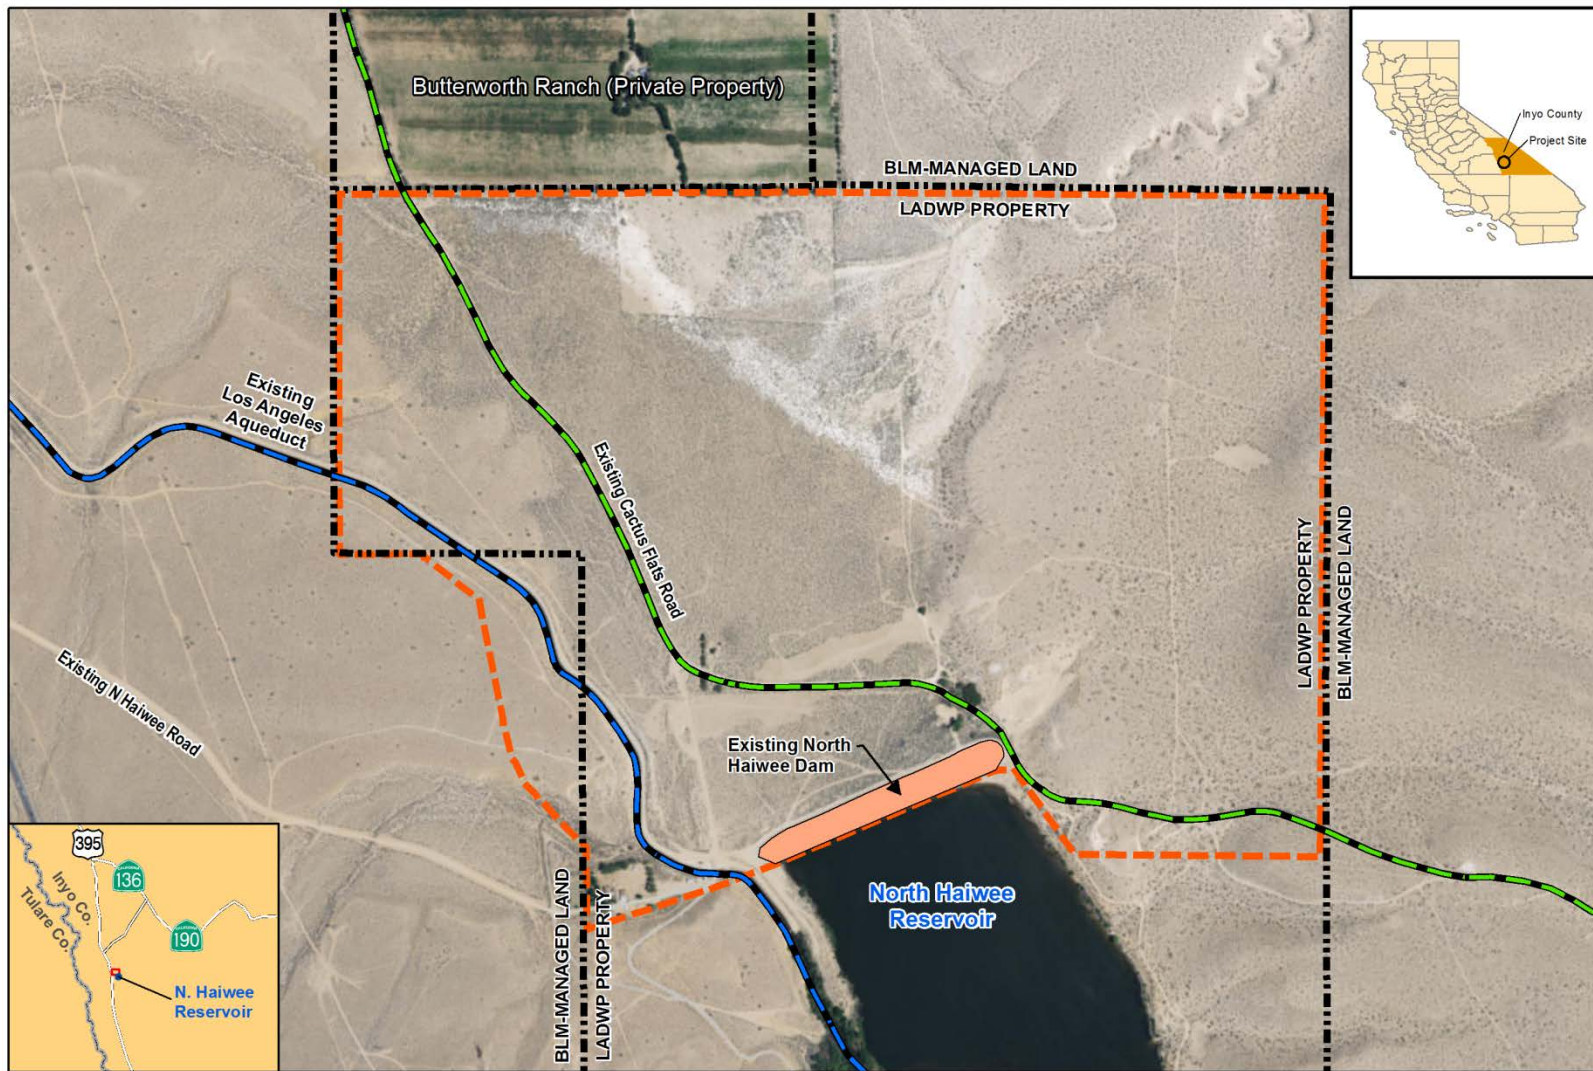 Butterworth Ranch (Private Property)
Inyo County
Project Site
BLM-MANAGED LAND
LADWP PROPERTY
Existing
Los Angeles
Aqueduct
Existing Cactus Flats Road
LADWP PROPERTY
BLM-MANAGED LAND
Existing N Haiwee Road
Existing North
Haiwee Dam
North Haiwee
Reservoir
BLM-MANAGED LAND
LADWP PROPERTY
395
CALIFORNIA
136
Inyo Co.
Tulare Co.
CALIFORNIA
190
N. Haiwee
Reservoir